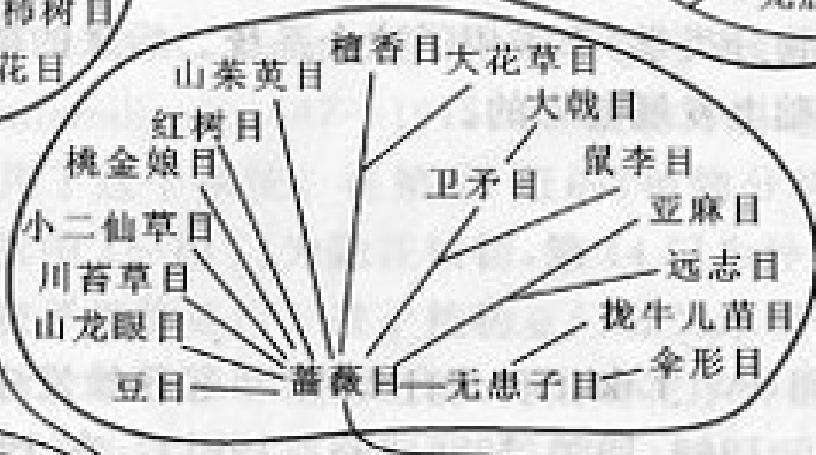 柿树目
花目
檀香目
大花草目
山茱萸目
大戟目
红树目
鼠李目
桃金娘目
卫矛目
亚麻目
小二仙草目
远志目
川苔草目
拢牛儿苗目
山龙眼目
伞形目
豆目
蔷薇目
无患子目